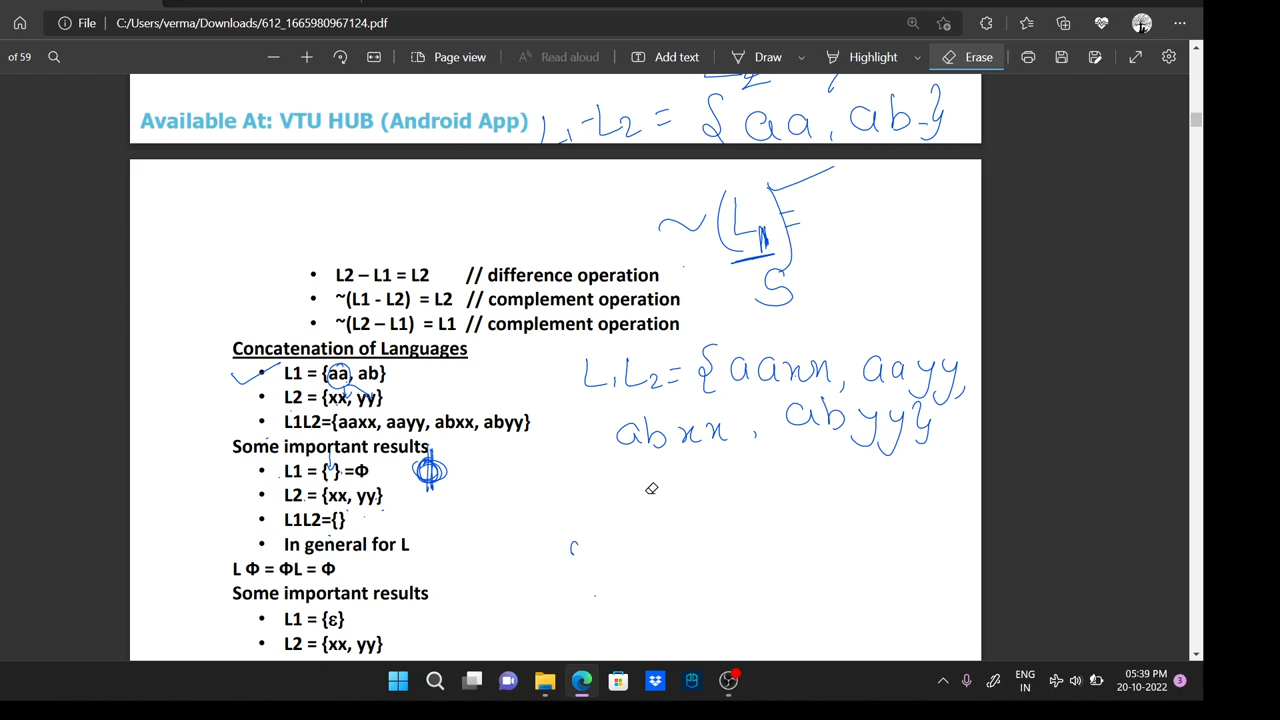 File C:/Users/verma/Downloads/612_1665980967124.pdf
of 59 Page view Read aloud Add text Draw Highlight Erase
Available At: VTU HUB (Android App)
L1-L2 = {aa, ab}
~(L1)=
S
• L2 – L1 = L2 // difference operation
• ~(L1 - L2) = L2 // complement operation
• ~(L2 – L1) = L1 // complement operation
Concatenation of Languages
• L1 = {aa, ab}
• L2 = {xx, yy}
• L1L2={aaxx, aayy, abxx, abyy}
L1L2 = {aaxx, aayy,
abxx, abyy}
Some important results
• L1 = { } =Φ
ϕ
• L2 = {xx, yy}
• L1L2={}
• In general for L
L Φ = ΦL = Φ
Some important results
• L1 = {ε}
• L2 = {xx, yy}
ENG
IN
05:39 PM
20-10-2022
3